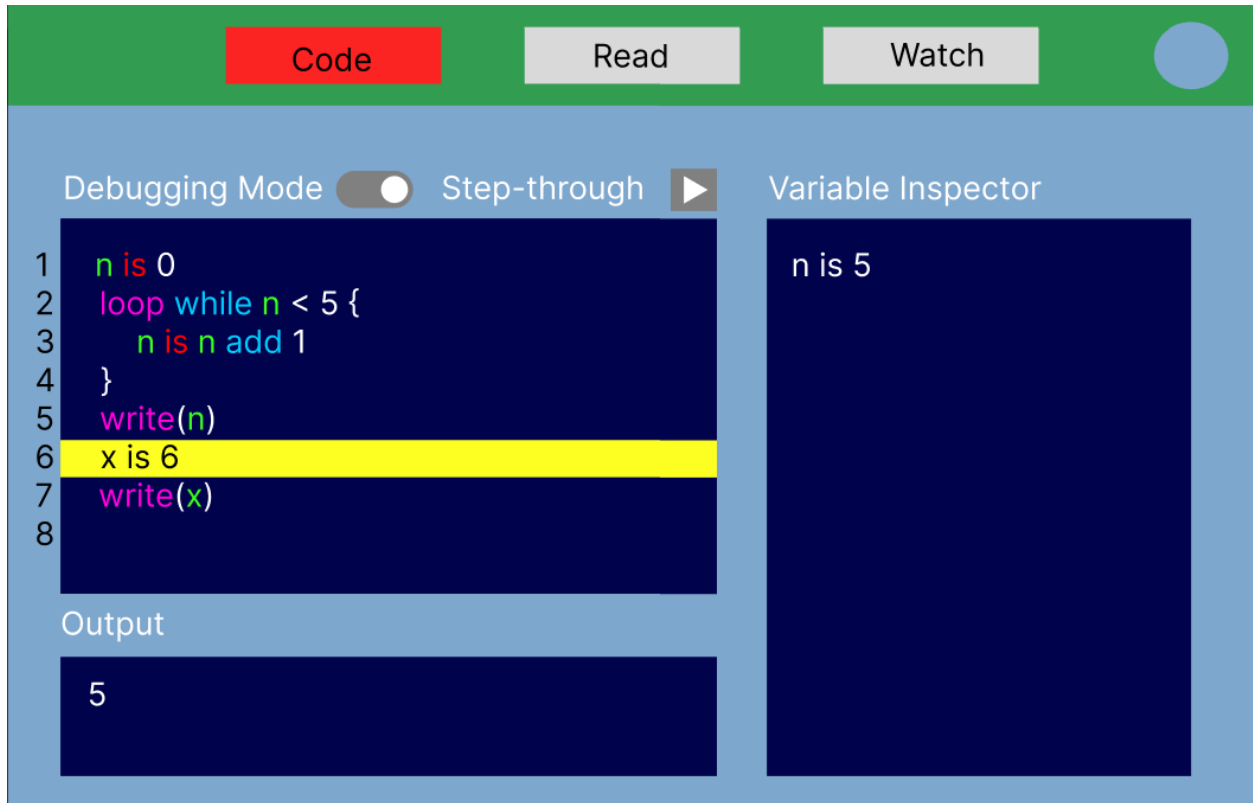 Code Read Watch
Debugging Mode Step-through Variable Inspector
1 n is 0
2 loop while n < 5 {
3 n is n add 1
4 }
5 write(n)
6 x is 6
7 write(x)
8
n is 5
Output
5